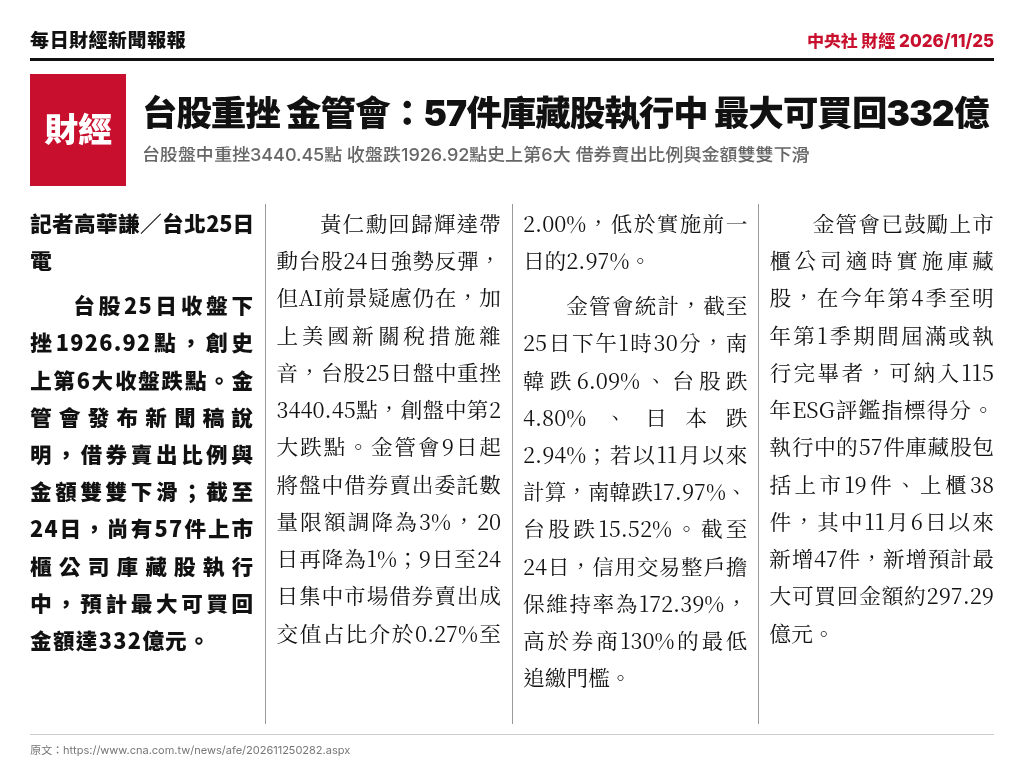 每日財經新聞報報
中央社 財經 2026/11/25
財經
台股重挫 金管會：57件庫藏股執行中 最大可買回332億
台股盤中重挫3440.45點 收盤跌1926.92點史上第6大 借券賣出比例與金額雙雙下滑
記者高華謙／台北25日
電
台股25日收盤下
挫1926.92點，創史
上第6大收盤跌點。金
管會發布新聞稿說
明，借券賣出比例與
金額雙雙下滑；截至
24日，尚有57件上市
櫃公司庫藏股執行
中，預計最大可買回
金額達332億元。
黃仁勳回歸輝達帶
動台股24日強勢反彈，
但AI前景疑慮仍在，加
上美國新關稅措施雜
音，台股25日盤中重挫
3440.45點，創盤中第2
大跌點。金管會9日起
將盤中借券賣出委託數
量限額調降為3%，20
日再降為1%；9日至24
日集中市場借券賣出成
交值占比介於0.27%至
2.00%，低於實施前一
日的2.97%。
金管會統計，截至
25日下午1時30分，南
韓跌6.09%、台股跌
4.80%、日本跌
2.94%；若以11月以來
計算，南韓跌17.97%、
台股跌15.52%。截至
24日，信用交易整戶擔
保維持率為172.39%，
高於券商130%的最低
追繳門檻。
金管會已鼓勵上市
櫃公司適時實施庫藏
股，在今年第4季至明
年第1季期間屆滿或執
行完畢者，可納入115
年ESG評鑑指標得分。
執行中的57件庫藏股包
括上市19件、上櫃38
件，其中11月6日以來
新增47件，新增預計最
大可買回金額約297.29
億元。
原文：https://www.cna.com.tw/news/afe/202611250282.aspx